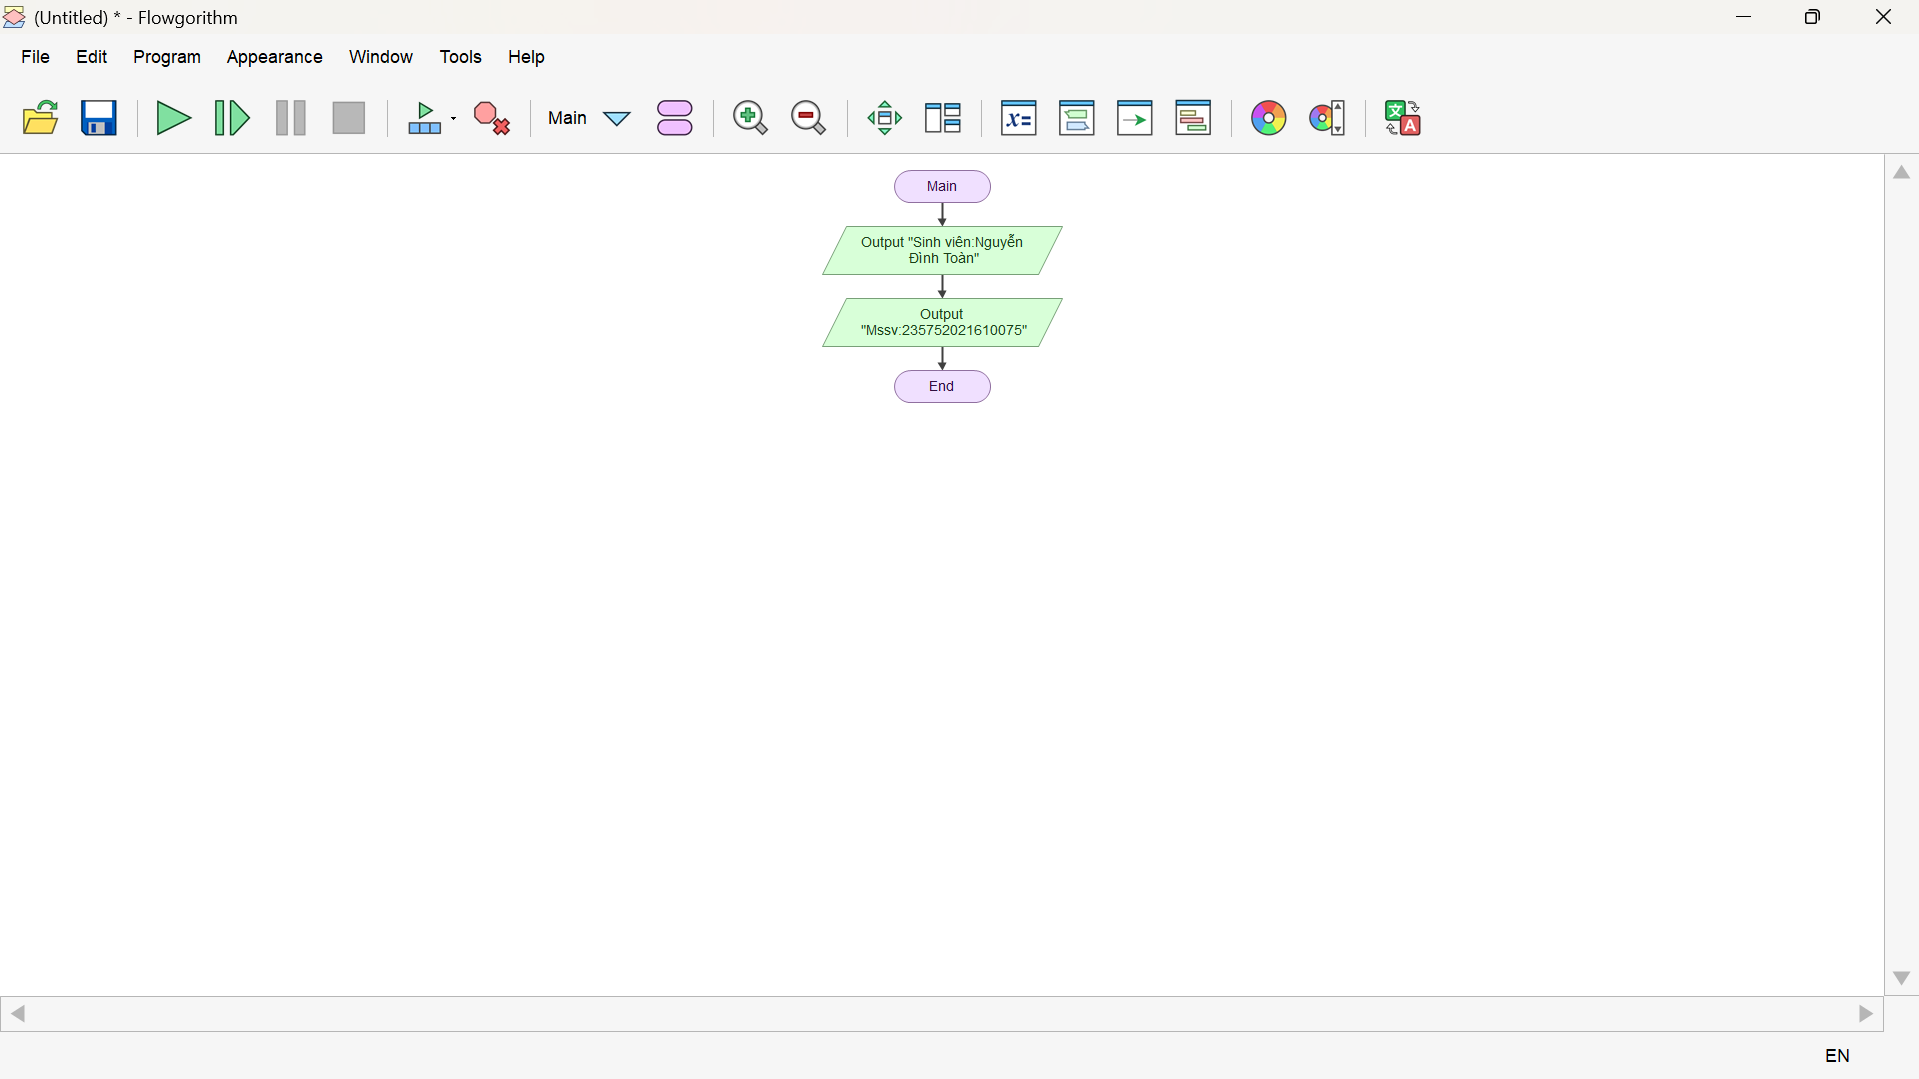 (Untitled) * - Flowgorithm
File Edit Program Appearance Window Tools Help
Main
x=
文
A
Main
Output "Sinh viên:Nguyễn
Đình Toàn"
Output
"Mssv:235752021610075"
End
EN